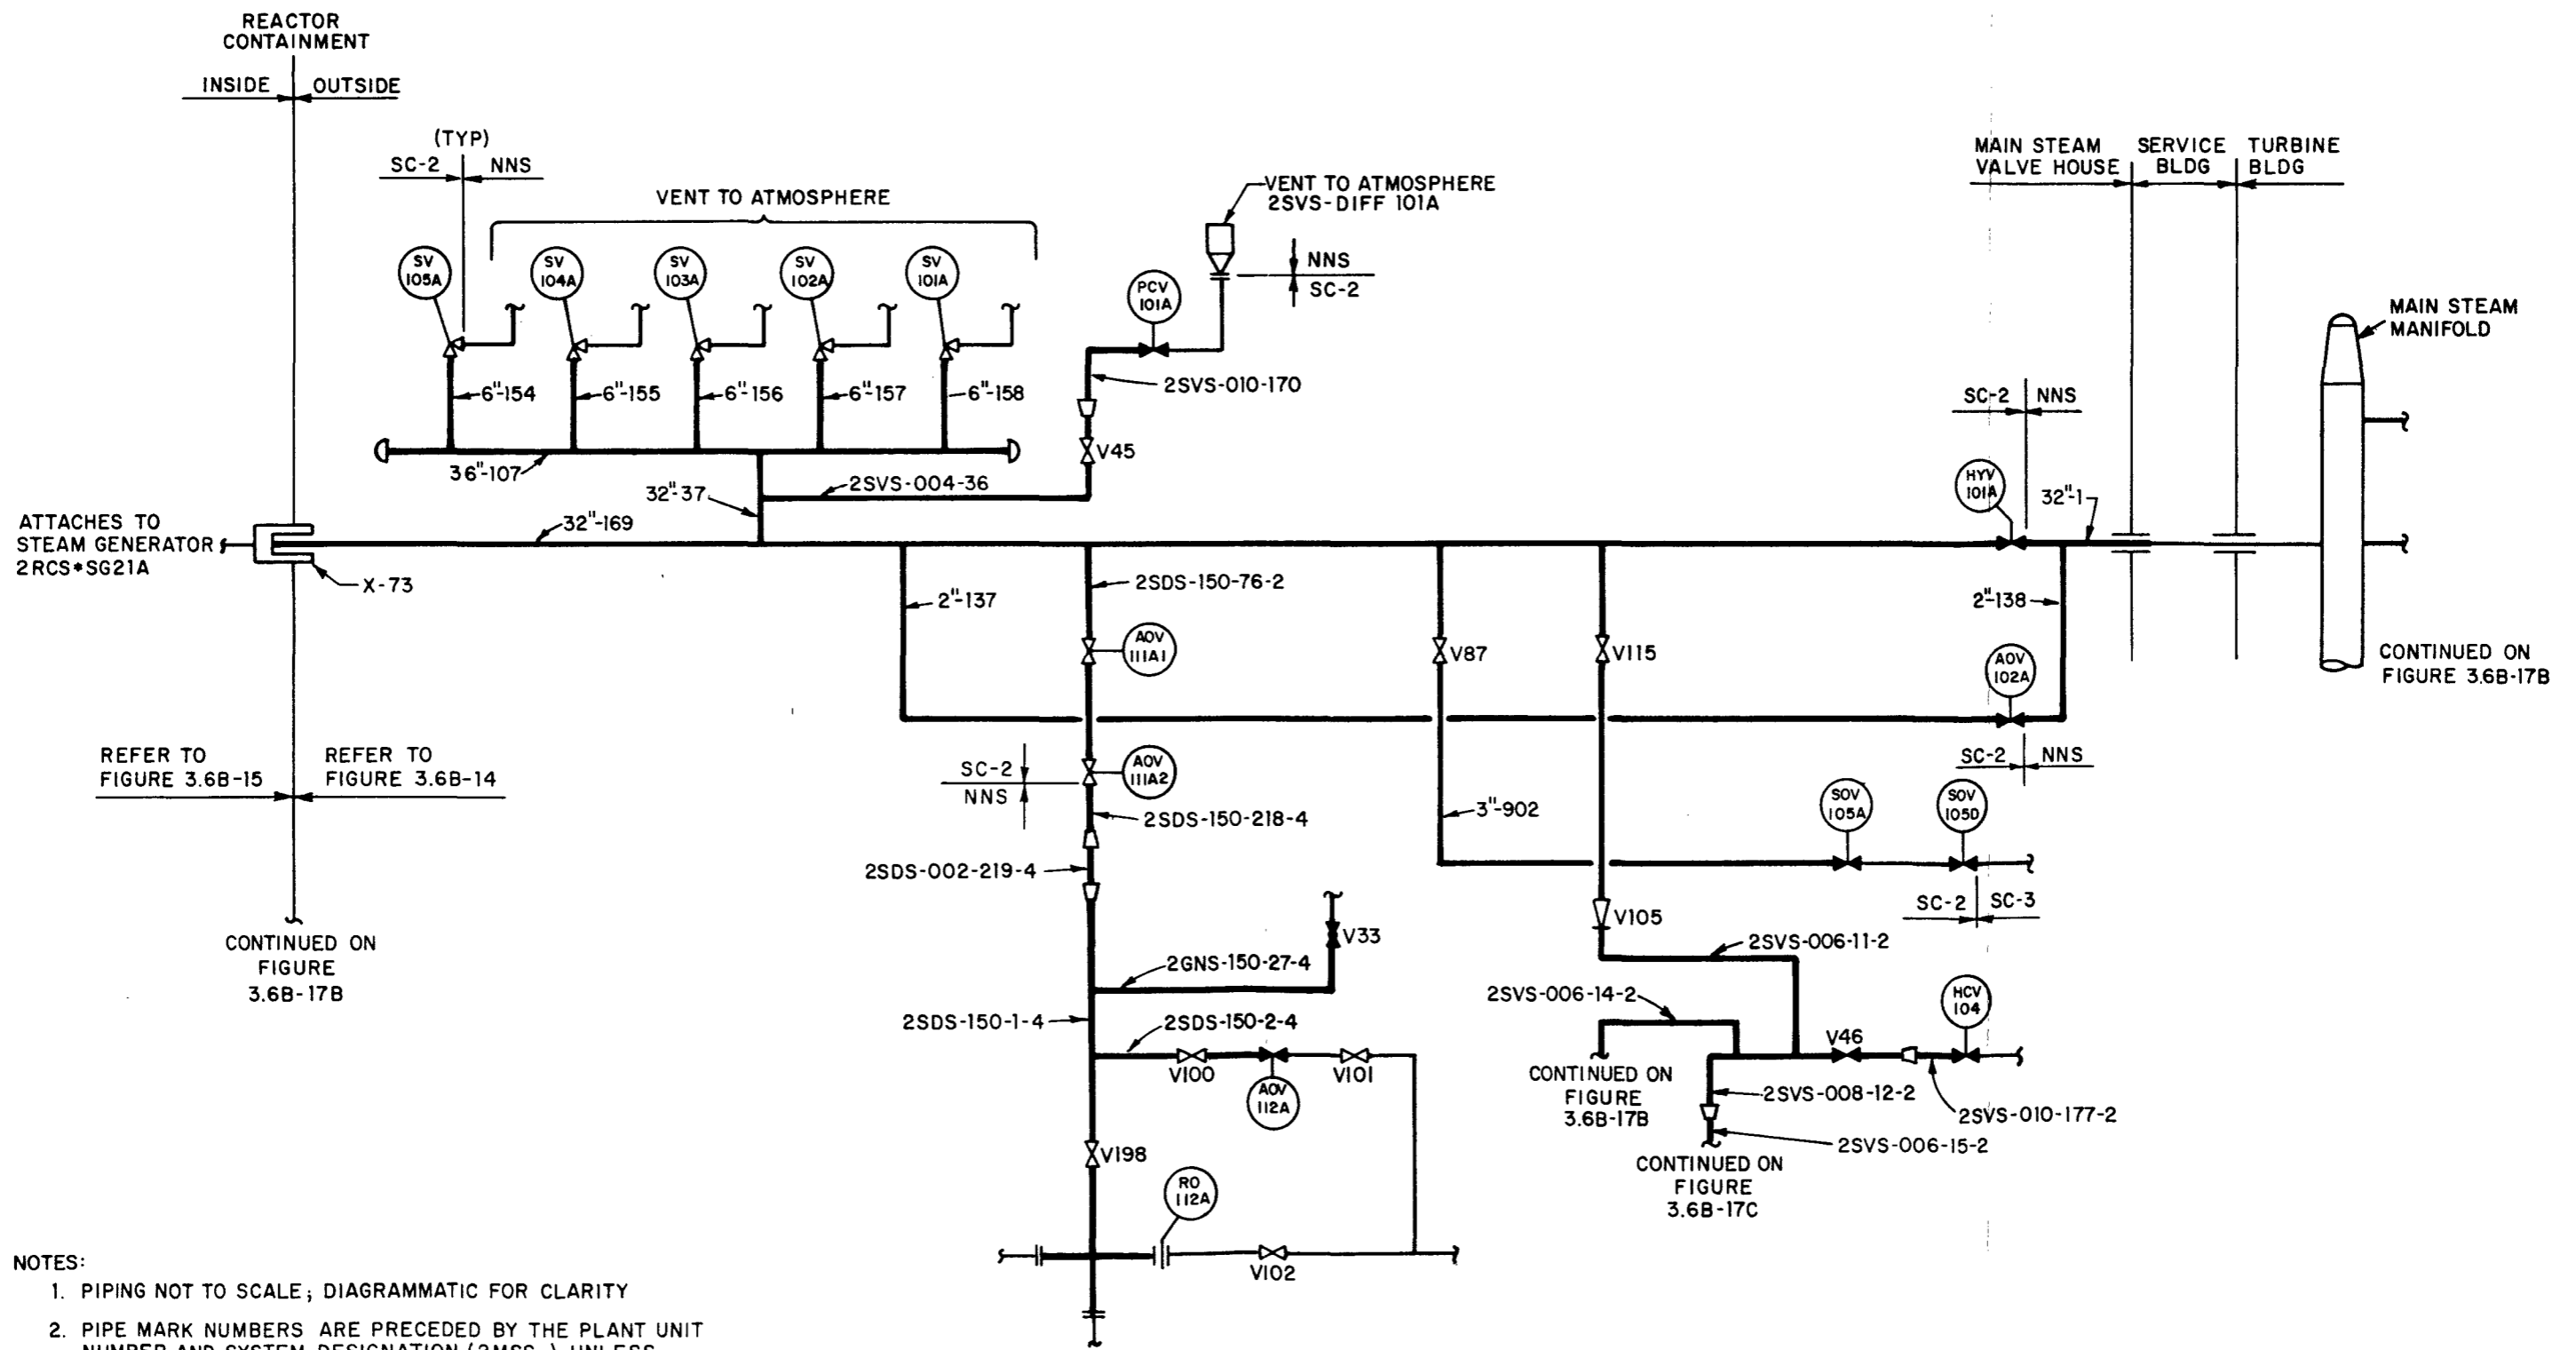 REACTOR
CONTAINMENT
INSIDE
OUTSIDE
(TYP)
SC-2
NNS
VENT TO ATMOSPHERE
VENT TO ATMOSPHERE
2SVS-DIFF 101A
MAIN STEAM
VALVE HOUSE
SERVICE
BLDG
TURBINE
BLDG
SV
105A
SV
104A
SV
103A
SV
102A
SV
101A
PCV
101A
NNS
SC-2
MAIN STEAM
MANIFOLD
6"-154
6"-155
6"-156
6"-157
6"-158
2SVS-010-170
SC-2
NNS
V45
36"-107
32"-37
2SVS-004-36
HYV
101A
32"-1
ATTACHES TO
STEAM GENERATOR
2RCS*SG21A
32"-169
X-73
2"-137
2SDS-150-76-2
2"-138
AOV
111A1
V87
V115
AOV
102A
CONTINUED ON
FIGURE 3.6B-17B
REFER TO
FIGURE 3.6B-15
REFER TO
FIGURE 3.6B-14
SC-2
NNS
AOV
111A2
SC-2
NNS
2SDS-150-218-4
3"-902
SOV
105A
SOV
105D
2SDS-002-219-4
SC-2
SC-3
V105
V33
CONTINUED ON
FIGURE
3.6B-17B
2GNS-150-27-4
2SVS-006-11-2
2SVS-006-14-2
HCV
104
2SDS-150-1-4
2SDS-150-2-4
V46
V100
V101
AOV
112A
CONTINUED ON
FIGURE
3.6B-17B
2SVS-008-12-2
2SVS-010-177-2
2SVS-006-15-2
V198
CONTINUED ON
FIGURE
3.6B-17C
RO
112A
V102
NOTES:
1. PIPING NOT TO SCALE; DIAGRAMMATIC FOR CLARITY
2. PIPE MARK NUMBERS ARE PRECEDED BY THE PLANT UNIT
NUMBER AND SYSTEM DESIGNATION (2MSS-) UNLESS